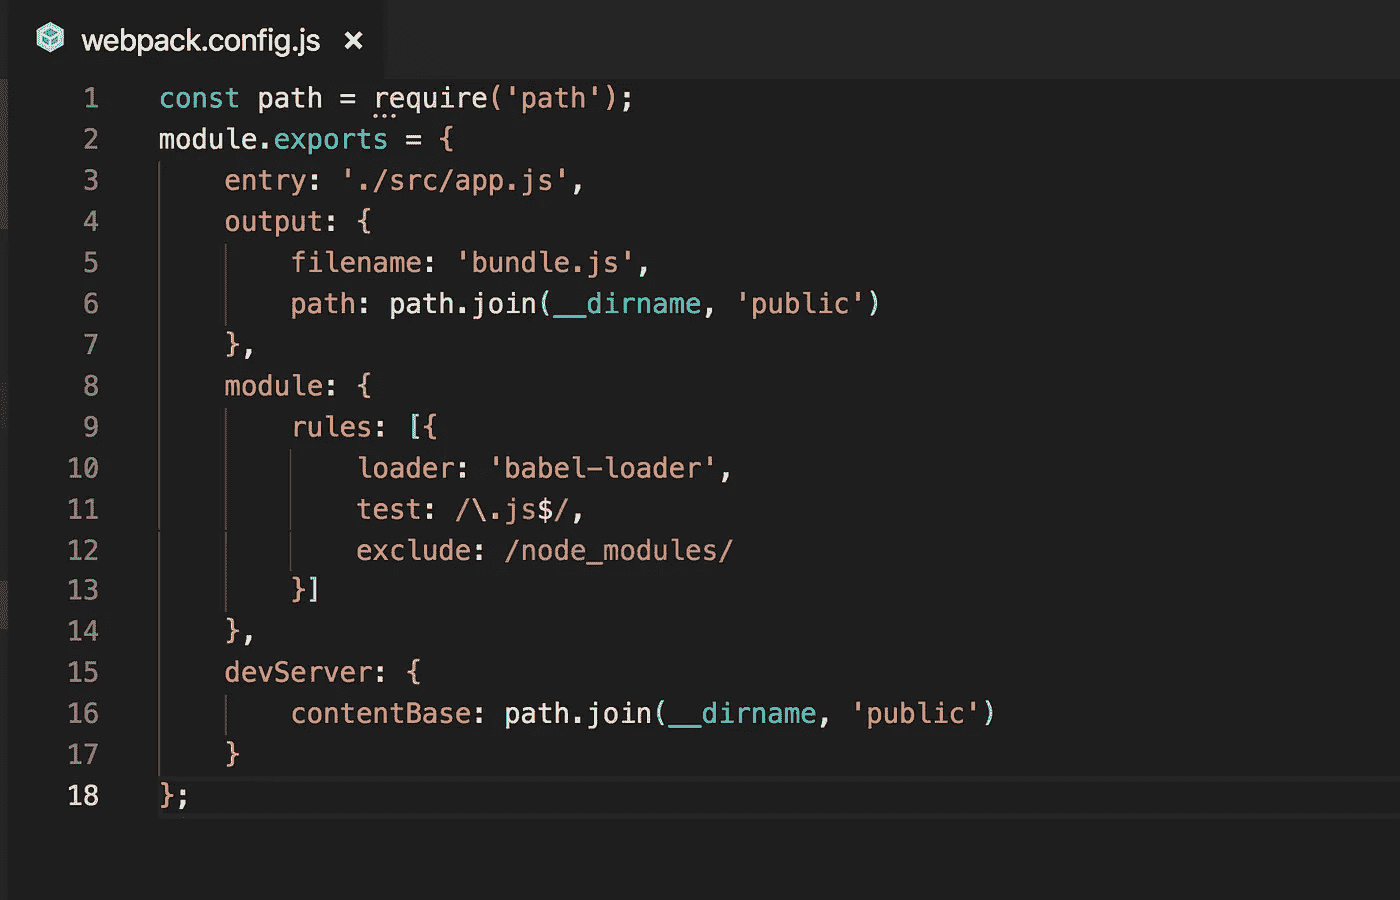 webpack.config.js ×
1 const path = require('path');
2 module.exports = {
3     entry: './src/app.js',
4     output: {
5         filename: 'bundle.js',
6         path: path.join(__dirname, 'public')
7     },
8     module: {
9         rules: [{
10             loader: 'babel-loader',
11             test: /\.js$/,
12             exclude: /node_modules/
13         }]
14     },
15     devServer: {
16         contentBase: path.join(__dirname, 'public')
17     }
18 };